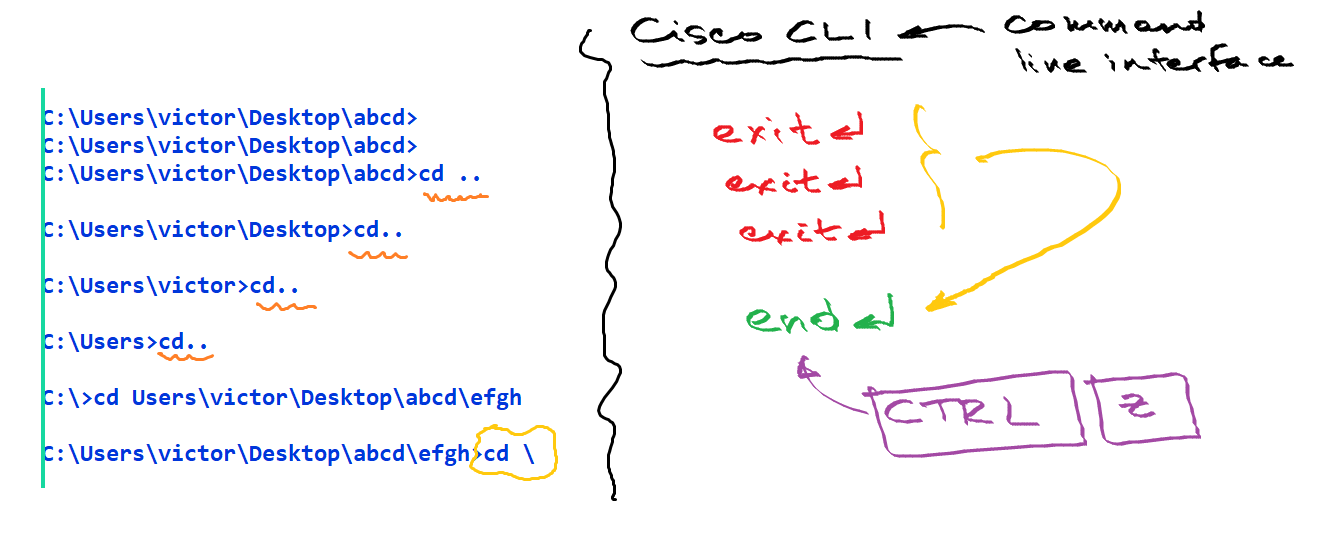 C:\Users\victor\Desktop\abcd>
C:\Users\victor\Desktop\abcd>
C:\Users\victor\Desktop\abcd>cd ..
C:\Users\victor\Desktop>cd..
C:\Users\victor>cd..
C:\Users>cd..
C:\>cd Users\victor\Desktop\abcd\efgh
C:\Users\victor\Desktop\abcd\efgh>cd \
Cisco CLI ← command
line interface
exit↵
exit↵
exit↵
end↵
CTRL Z